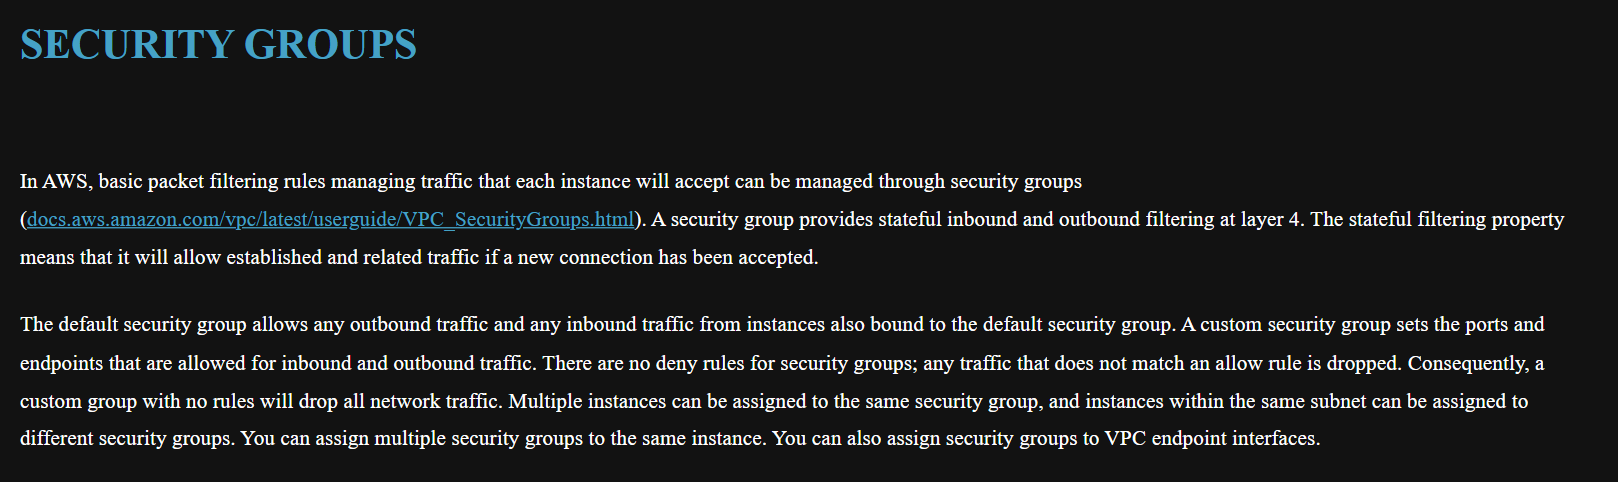 SECURITY GROUPS
In AWS, basic packet filtering rules managing traffic that each instance will accept can be managed through security groups
(docs.aws.amazon.com/vpc/latest/userguide/VPC_SecurityGroups.html). A security group provides stateful inbound and outbound filtering at layer 4. The stateful filtering property
means that it will allow established and related traffic if a new connection has been accepted.
The default security group allows any outbound traffic and any inbound traffic from instances also bound to the default security group. A custom security group sets the ports and
endpoints that are allowed for inbound and outbound traffic. There are no deny rules for security groups; any traffic that does not match an allow rule is dropped. Consequently, a
custom group with no rules will drop all network traffic. Multiple instances can be assigned to the same security group, and instances within the same subnet can be assigned to
different security groups. You can assign multiple security groups to the same instance. You can also assign security groups to VPC endpoint interfaces.